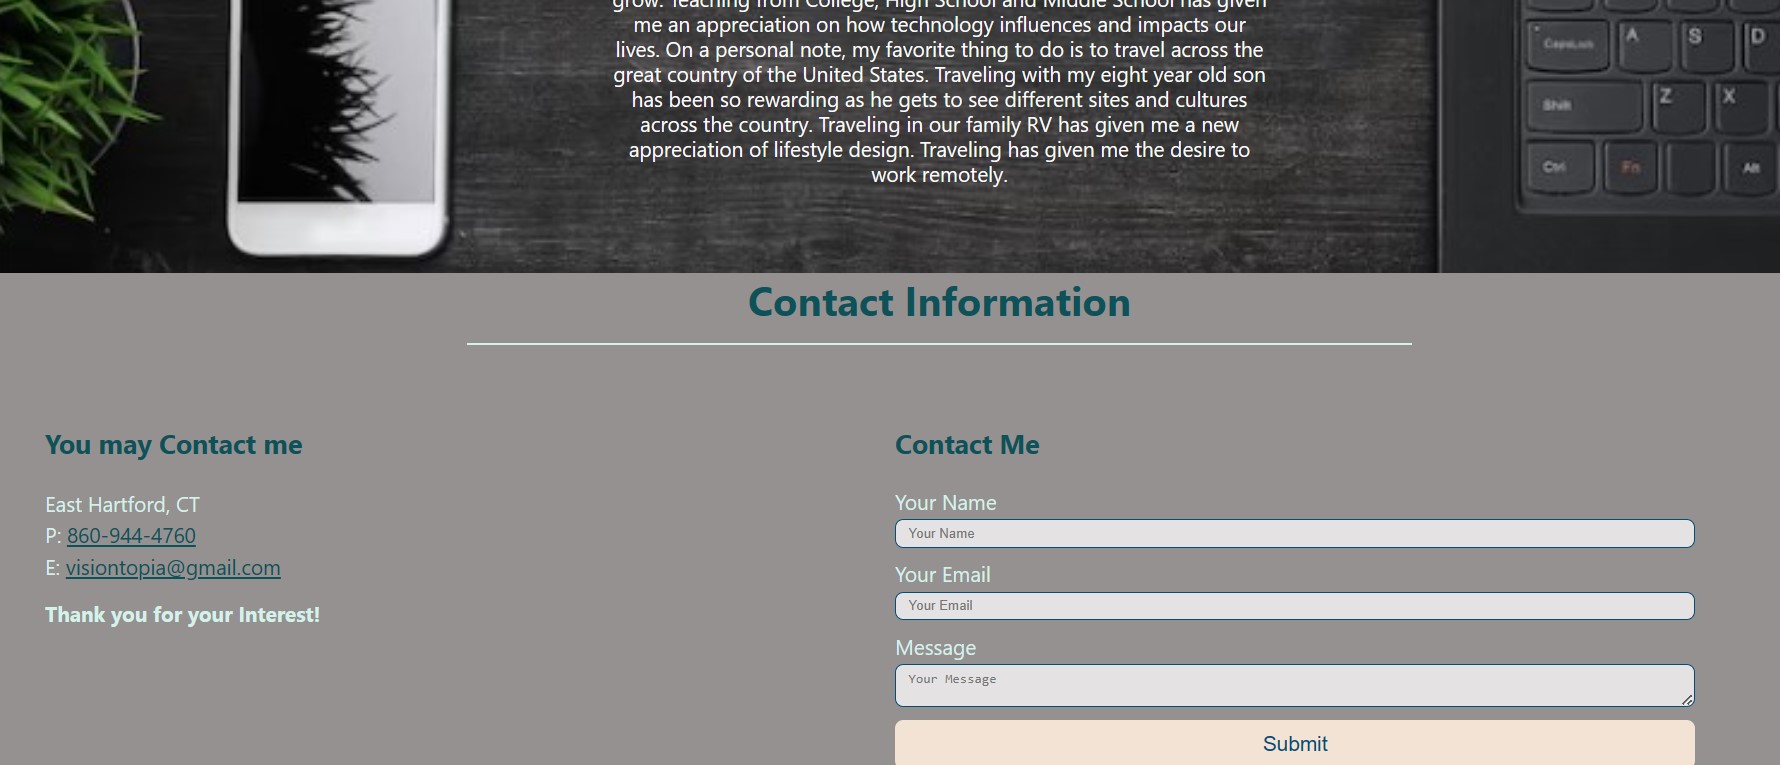 grow. Teaching from College, High School and Middle School has given
me an appreciation on how technology influences and impacts our
lives. On a personal note, my favorite thing to do is to travel across the
great country of the United States. Traveling with my eight year old son
has been so rewarding as he gets to see different sites and cultures
across the country. Traveling in our family RV has given me a new
appreciation of lifestyle design. Traveling has given me the desire to
work remotely.
CapsLock A S D
Shift Z X
Ctrl Fn Alt
Contact Information
You may Contact me
East Hartford, CT
P: 860-944-4760
E: visiontopia@gmail.com
Thank you for your Interest!
Contact Me
Your Name
Your Name
Your Email
Your Email
Message
Your Message
Submit